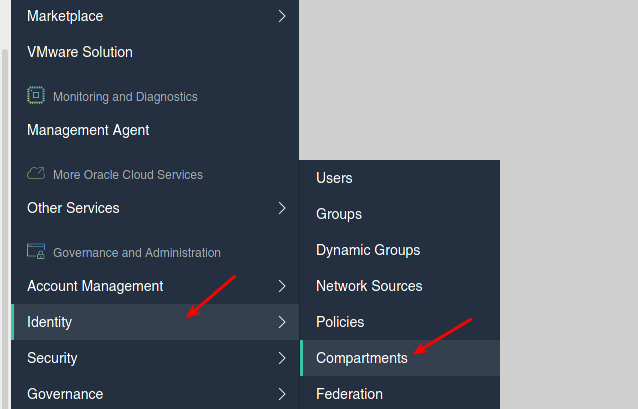 Marketplace
VMware Solution
Monitoring and Diagnostics
Management Agent
More Oracle Cloud Services
Other Services
Governance and Administration
Account Management
Identity
Security
Governance
Users
Groups
Dynamic Groups
Network Sources
Policies
Compartments
Federation